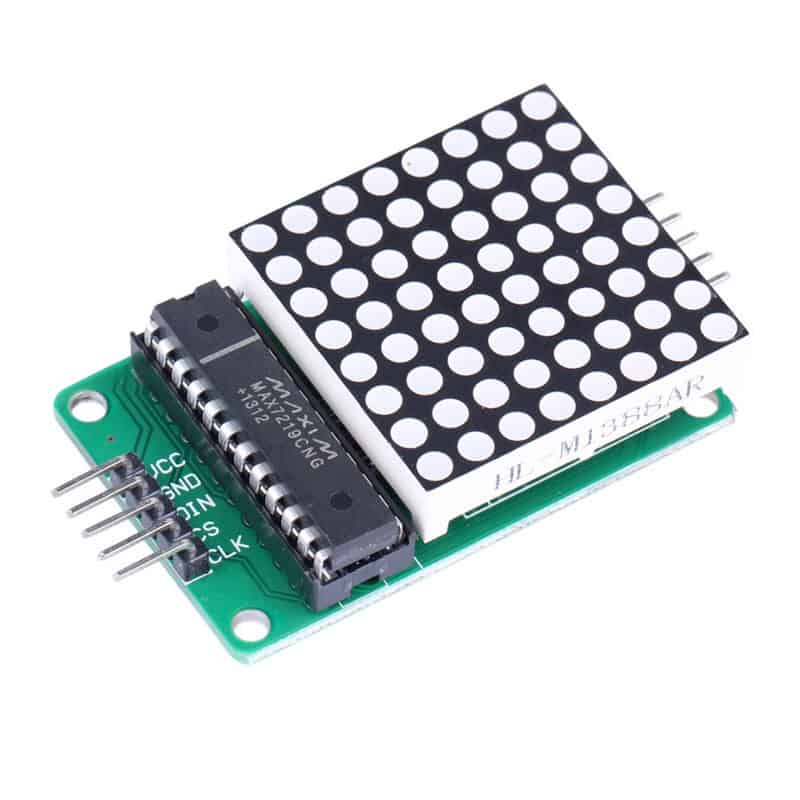 MAXIM
MAX7219CNG
+1312
VCC
GND
DIN
CS
CLK
HL-M1388AR